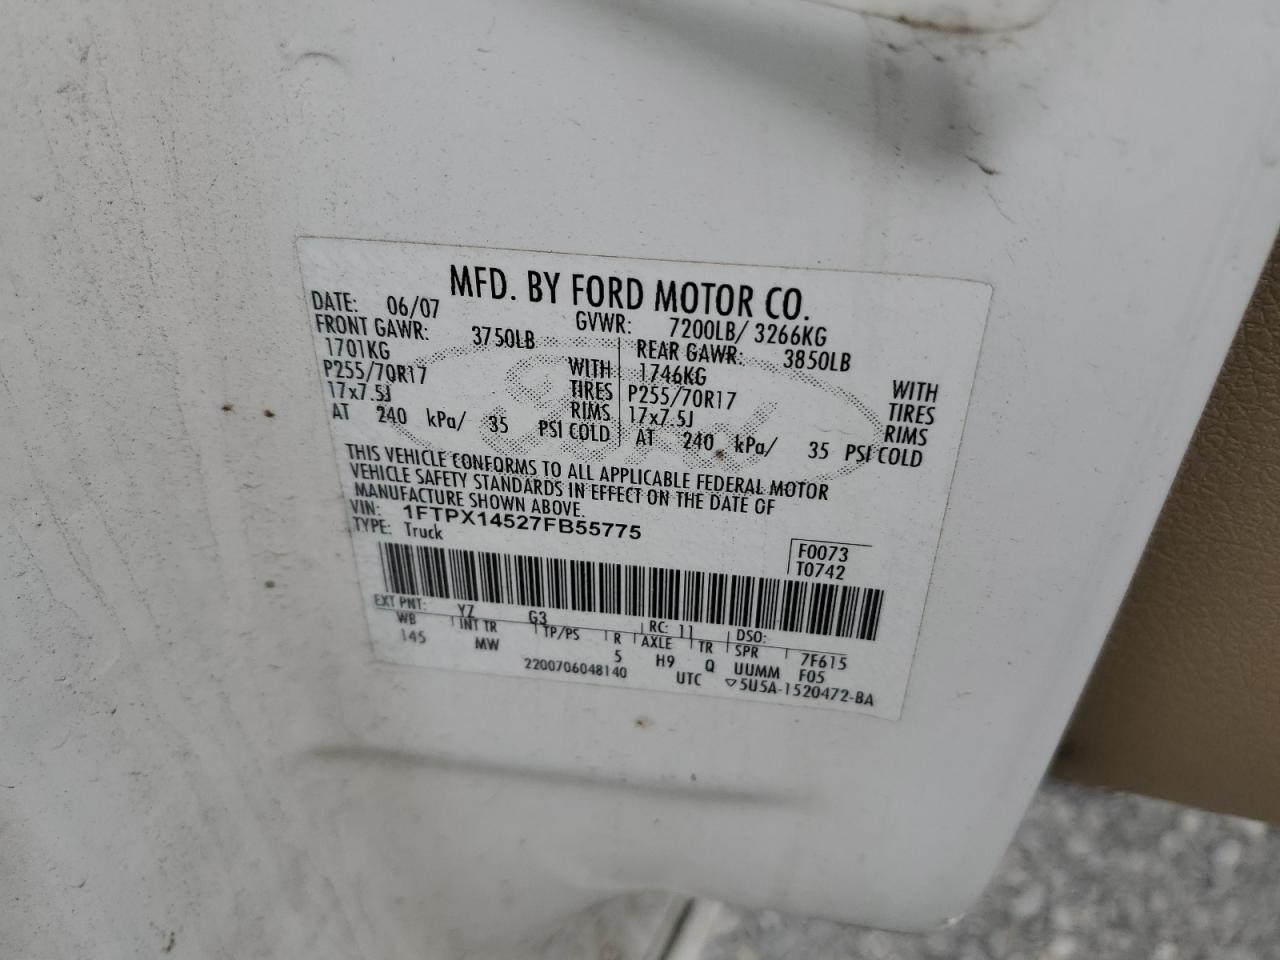 MFD. BY FORD MOTOR CO.
DATE: 06/07 GVWR: 7200LB/ 3266KG
FRONT GAWR: 3750LB REAR GAWR: 3850LB
1701KG WITH 1746KG WITH
P255/70R17 TIRES P255/70R17 TIRES
17x7.5J RIMS 17x7.5J RIMS
AT 240 kPa/ 35 PSI COLD AT 240 kPa/ 35 PSI COLD
THIS VEHICLE CONFORMS TO ALL APPLICABLE FEDERAL MOTOR
VEHICLE SAFETY STANDARDS IN EFFECT ON THE DATE OF
MANUFACTURE SHOWN ABOVE.
VIN: 1FTPX14527FB55775
TYPE: Truck
F0073
T0742
EXT PNT: YZ G3 RC: 11 DSO:
WB INT TR TP/PS R AXLE TR SPR 7F615
145 MW 5 H9 Q UUMM F05
2200706048140 UTC ▽5U5A-1520472-BA